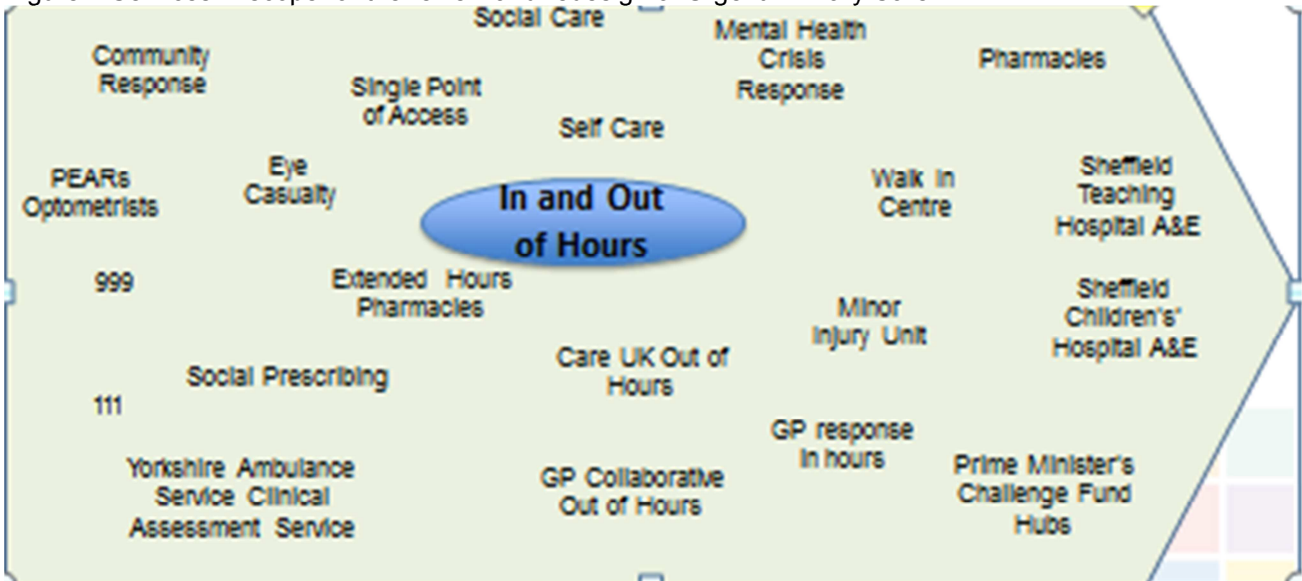 Social Care
Community
Response
Single Point
of Access
Mental Health
Crisis
Response
Pharmacies
Self Care
PEARs
Optometrists
Eye
Casualty
In and Out
of Hours
Walk in
Centre
Sheffield
Teaching
Hospital A&E
999
Extended Hours
Pharmacies
Minor
Injury Unit
Sheffield
Children's'
Hospital A&E
Social Prescribing
Care UK Out of
Hours
111
GP response
in hours
Yorkshire Ambulance
Service Clinical
Assessment Service
GP Collaborative
Out of Hours
Prime Minister's
Challenge Fund
Hubs